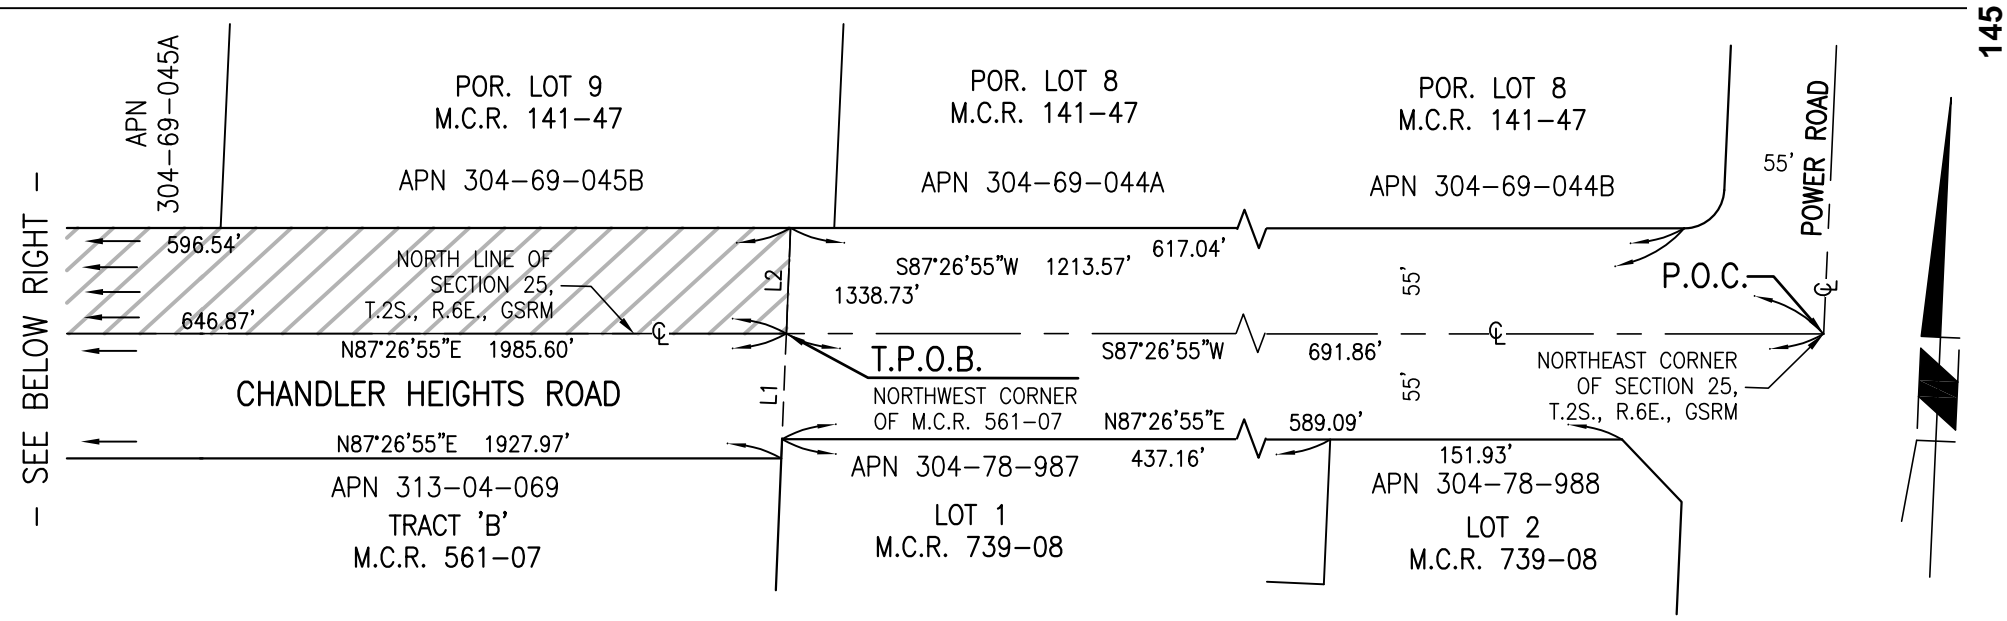 145
APN
304-69-045A
POR. LOT 9
M.C.R. 141-47
APN 304-69-045B
POR. LOT 8
M.C.R. 141-47
APN 304-69-044A
POR. LOT 8
M.C.R. 141-47
APN 304-69-044B
55'
POWER ROAD
- SEE BELOW RIGHT -
596.54'
NORTH LINE OF
SECTION 25,
T.2S., R.6E., GSRM
646.87'
L2
617.04'
S87°26'55"W 1213.57'
1338.73'
55'
P.O.C.
℄
℄
N87°26'55"E 1985.60'
T.P.O.B.
S87°26'55"W
691.86'
℄
NORTHEAST CORNER
OF SECTION 25,
T.2S., R.6E., GSRM
CHANDLER HEIGHTS ROAD
L1
NORTHWEST CORNER
OF M.C.R. 561-07
55'
N87°26'55"E
589.09'
N87°26'55"E 1927.97'
437.16'
151.93'
APN 313-04-069
TRACT 'B'
M.C.R. 561-07
APN 304-78-987
LOT 1
M.C.R. 739-08
APN 304-78-988
LOT 2
M.C.R. 739-08